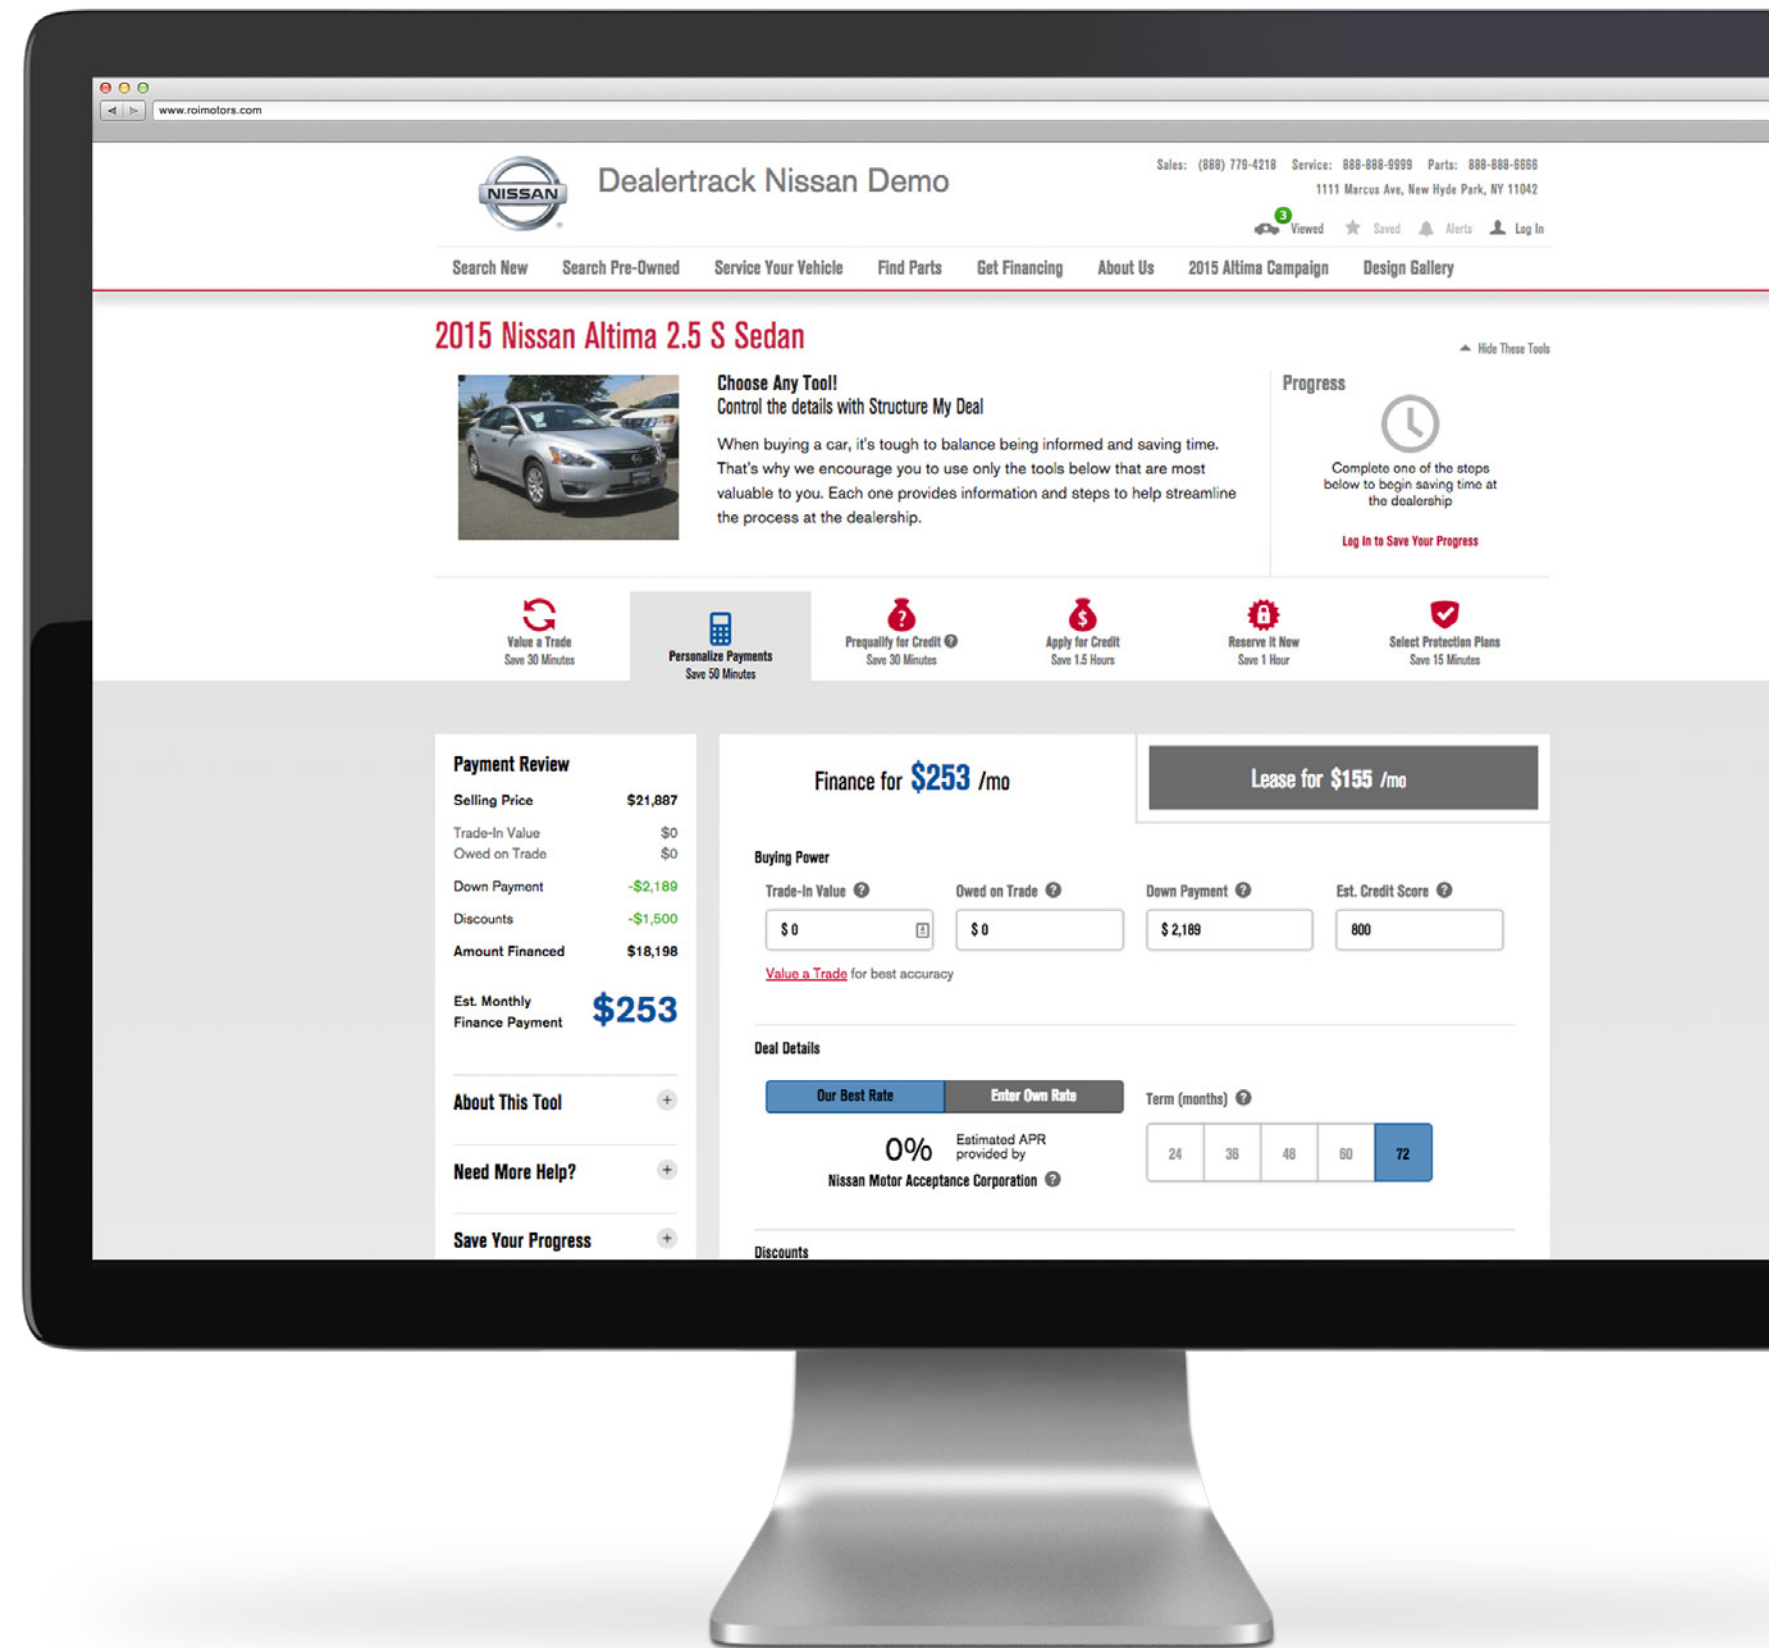 www.roimotors.com
NISSAN
Dealertrack Nissan Demo
Sales: (888) 779-4218 Service: 888-888-9999 Parts: 888-888-6666
1111 Marcus Ave, New Hyde Park, NY 11042
3 Viewed Saved Alerts Log In
Search New Search Pre-Owned Service Your Vehicle Find Parts Get Financing About Us 2015 Altima Campaign Design Gallery
2015 Nissan Altima 2.5 S Sedan
Hide These Tools
Choose Any Tool!
Control the details with Structure My Deal
When buying a car, it's tough to balance being informed and saving time.
That's why we encourage you to use only the tools below that are most
valuable to you. Each one provides information and steps to help streamline
the process at the dealership.
Progress
Complete one of the steps
below to begin saving time at
the dealership
Log In to Save Your Progress
Value a Trade
Save 30 Minutes
Personalize Payments
Save 50 Minutes
?
Prequalify for Credit ?
Save 30 Minutes
$
Apply for Credit
Save 1.5 Hours
Reserve It Now
Save 1 Hour
Select Protection Plans
Save 15 Minutes
Payment Review
Selling Price $21,887
Trade-In Value $0
Owed on Trade $0
Down Payment -$2,189
Discounts -$1,500
Amount Financed $18,198
Est. Monthly
Finance Payment $253
About This Tool +
Need More Help? +
Save Your Progress +
Finance for $253 /mo
Lease for $155 /mo
Buying Power
Trade-In Value ? Owed on Trade ? Down Payment ? Est. Credit Score ?
$ 0 $ 0 $ 2,189 800
Value a Trade for best accuracy
Deal Details
Our Best Rate Enter Own Rate
0% Estimated APR
provided by
Nissan Motor Acceptance Corporation ?
Term (months) ?
24 36 48 60 72
Discounts